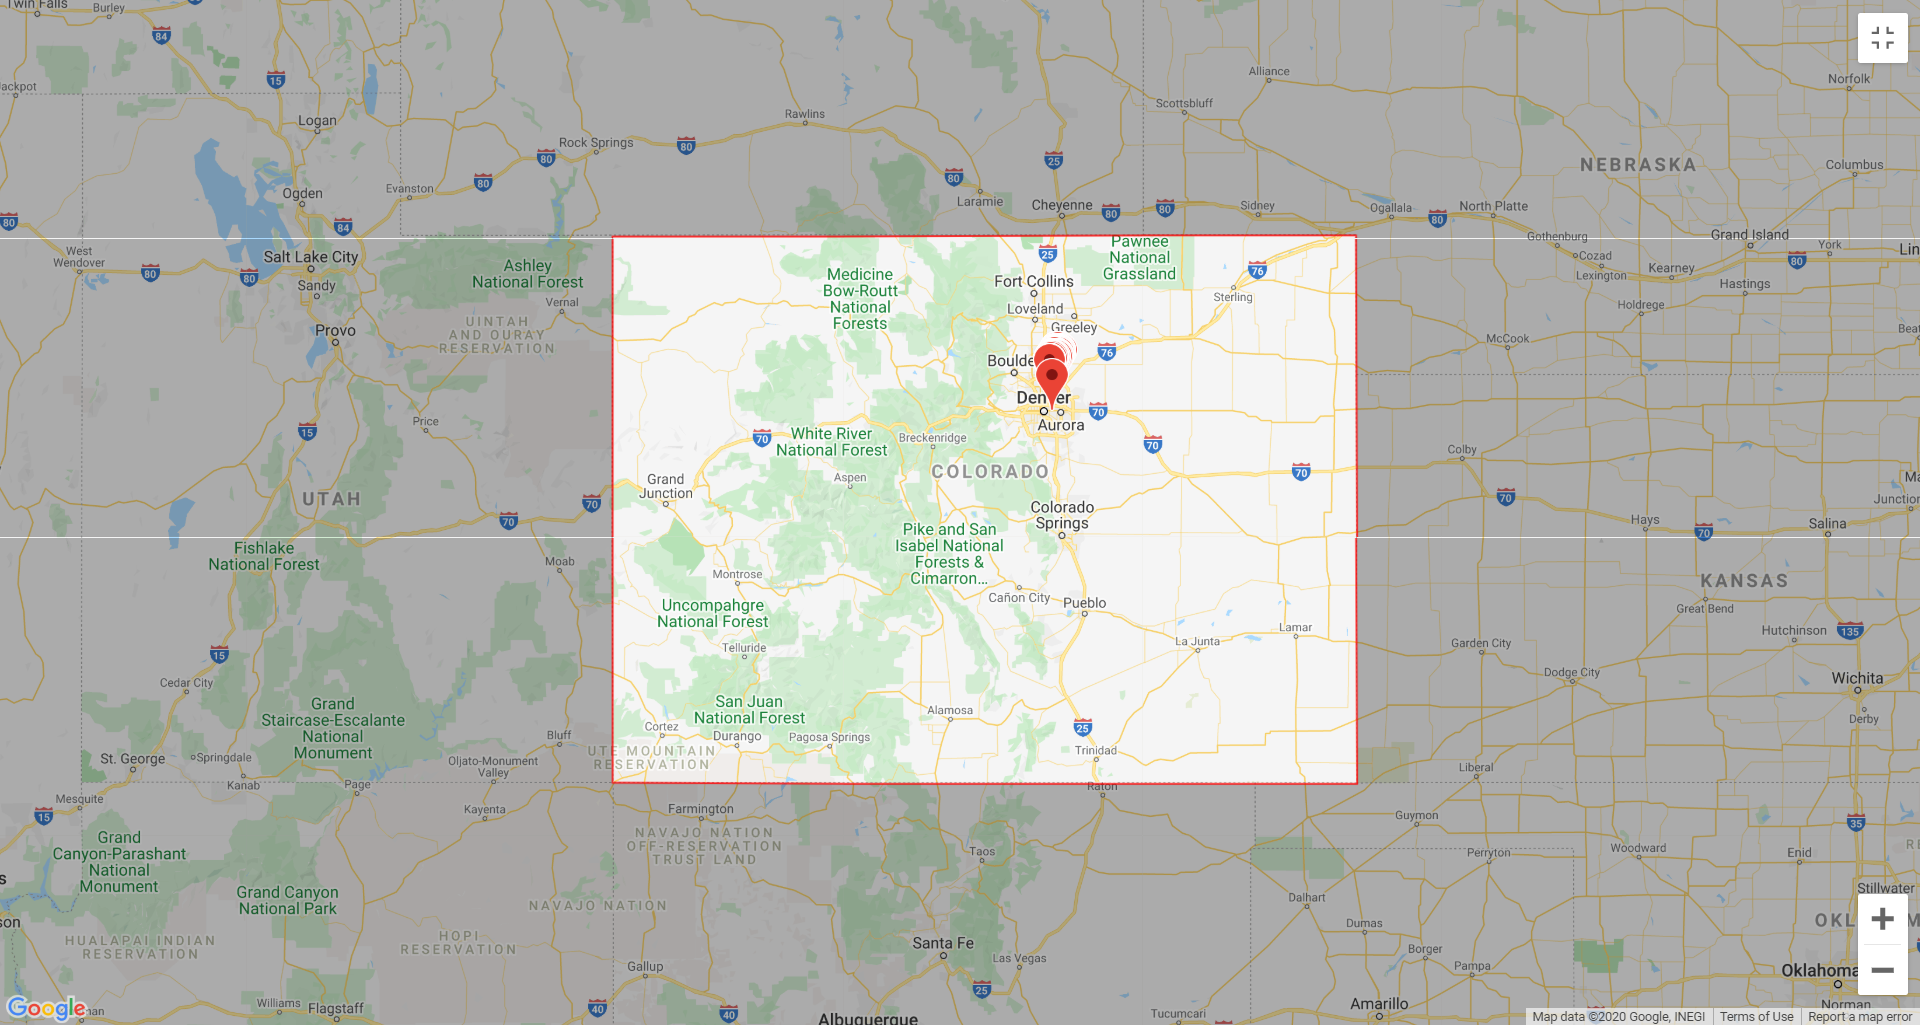 Twin Falls
Burley
84
15
Jackpot
Logan
Ogden
Evanston
80
84
80
West
Wendover
80
80
Salt Lake City
Sandy
Provo
Ashley
National Forest
Vernal
UINTAH
AND OURAY
RESERVATION
Rock Springs
80
80
80
Rawlins
80
Laramie
25
Cheyenne
80
80
Alliance
Scottsbluff
Sidney
Ogallala
80
North Platte
NEBRASKA
Norfolk
Columbus
Gothenburg
Cozad
Lexington
Kearney
Grand Island
York
80
Hastings
Holdrege
McCook
Medicine
Bow-Routt
National
Forests
25
Pawnee
National
Grassland
76
Fort Collins
Loveland
Greeley
Sterling
76
Boulde
Denver
Aurora
70
70
70
White River
National Forest
Breckenridge
70
COLORADO
Aspen
Grand
Junction
Colorado
Springs
Pike and San
Isabel National
Forests &
Cimarron...
Montrose
Cañon City
Pueblo
Uncompahgre
National Forest
Telluride
La Junta
Lamar
San Juan
National Forest
Cortez
Durango
Pagosa Springs
Alamosa
25
Trinidad
UTE MOUNTAIN
RESERVATION
Raton
15
Price
UTAH
70
70
Fishlake
National Forest
Moab
15
Cedar City
Grand
Staircase-Escalante
National
Monument
Bluff
St. George
Springdale
Kanab
Oljato-Monument
Valley
Page
Mesquite
15
Kayenta
Farmington
Grand
Canyon-Parashant
National
Monument
Grand Canyon
National Park
NAVAJO NATION
OFF-RESERVATION
TRUST LAND
NAVAJO NATION
HUALAPAI INDIAN
RESERVATION
HOPI
RESERVATION
Gallup
Williams
Flagstaff
40
40
Taos
Santa Fe
Las Vegas
25
Albuquerque
Tucumcari
Colby
70
Hays
70
Salina
Junction
KANSAS
Great Bend
Hutchinson
135
Garden City
Dodge City
Wichita
Derby
Liberal
Guymon
35
Perryton
Woodward
Enid
Dalhart
Dumas
Stillwater
Borger
Pampa
Amarillo
Norman
Google
Map data ©2020 Google, INEGI
Terms of Use
Report a map error